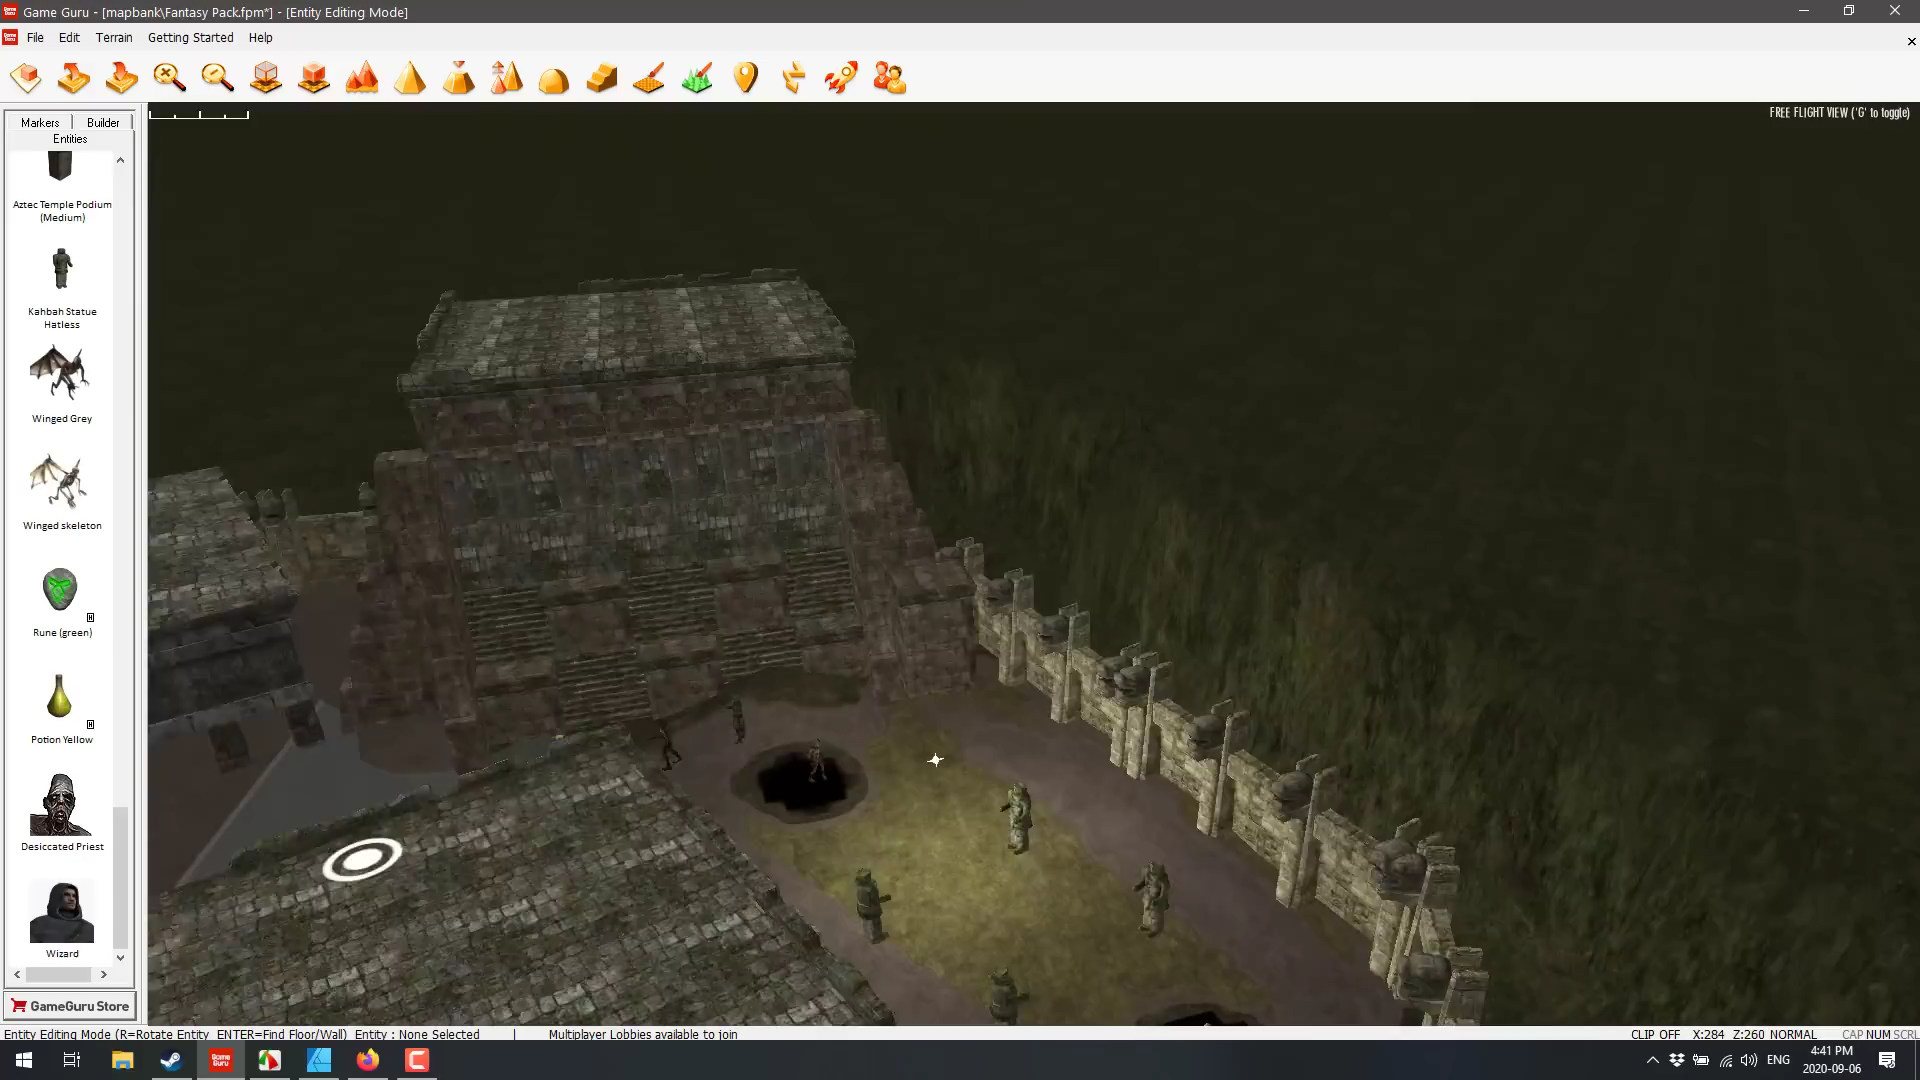 Game Guru - [mapbank\Fantasy Pack.fpm*] - [Entity Editing Mode]
File Edit Terrain Getting Started Help
Markers Builder
Entities
FREE FLIGHT VIEW ('G' to toggle)
Aztec Temple Podium
(Medium)
Kahbah Statue
Hatless
Winged Grey
Winged skeleton
H
Rune (green)
H
Potion Yellow
Desiccated Priest
Wizard
GameGuru Store
Entity Editing Mode (R=Rotate Entity ENTER=Find Floor/Wall) Entity : None Selected | Multiplayer Lobbies available to join
CLIP OFF X:284 Z:260 NORMAL CAP NUM SCRL
Game
Guru
ENG
4:41 PM
2020-09-06